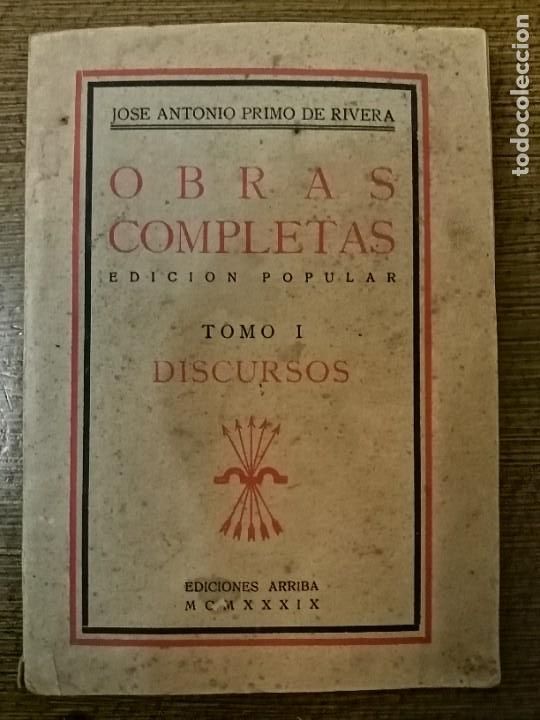 JOSE ANTONIO PRIMO DE RIVERA
OBRAS
COMPLETAS
EDICION POPULAR
TOMO I
DISCURSOS
EDICIONES ARRIBA
MCMXXXIX
todocoleccion